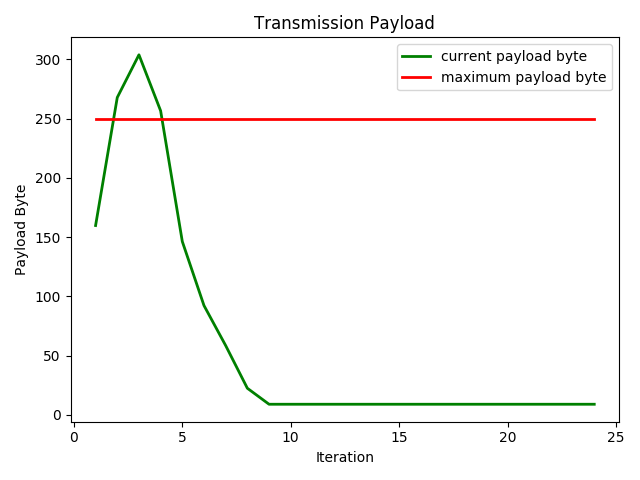 Transmission Payload
current payload byte
maximum payload byte
Payload Byte
300
250
200
150
100
50
0
0 5 10 15 20 25
Iteration